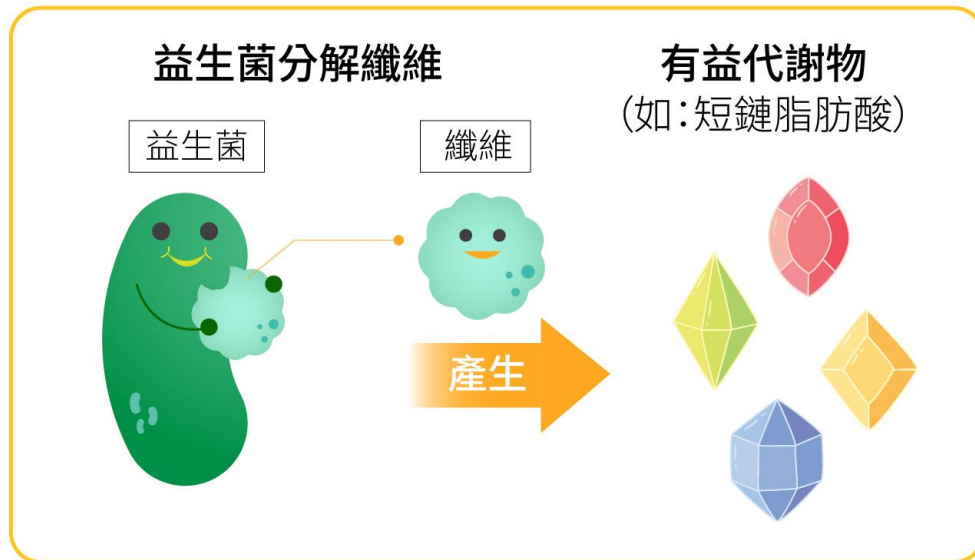 益生菌分解纖維
益生菌
纖維
產生
有益代謝物
（如：短鏈脂肪酸）